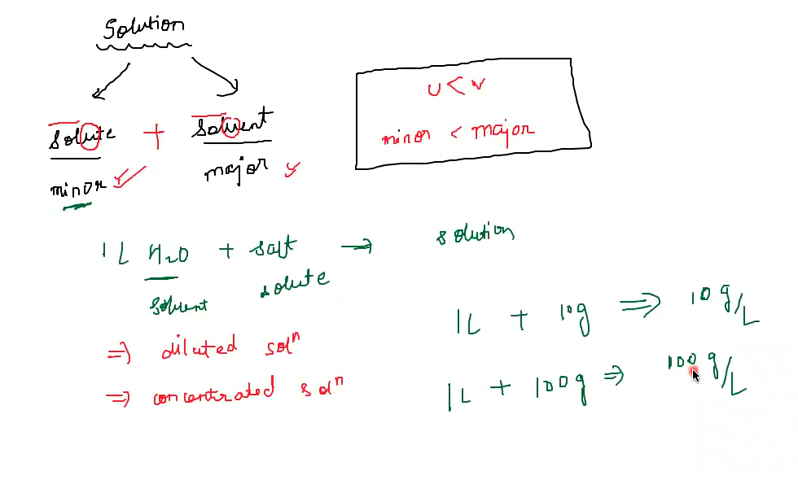 Solution
Solute + Solvent
minor major
u < v
minor < major
1L H₂O + salt → solution
solvent solute
⇒ diluted solⁿ
⇒ concentrated solⁿ
1L + 10g ⇒ 10 g/L
1L + 100g ⇒ 100 g/L